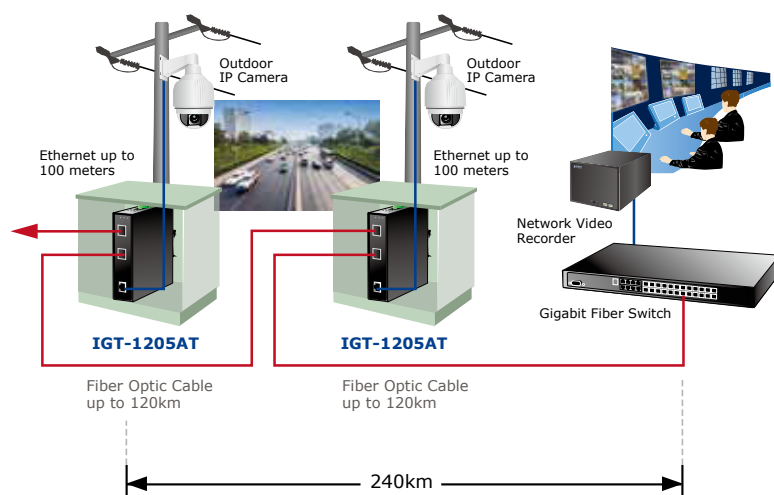 Outdoor
IP Camera
Outdoor
IP Camera
Ethernet up to
100 meters
Ethernet up to
100 meters
Network Video
Recorder
Gigabit Fiber Switch
IGT-1205AT
IGT-1205AT
Fiber Optic Cable
up to 120km
Fiber Optic Cable
up to 120km
240km